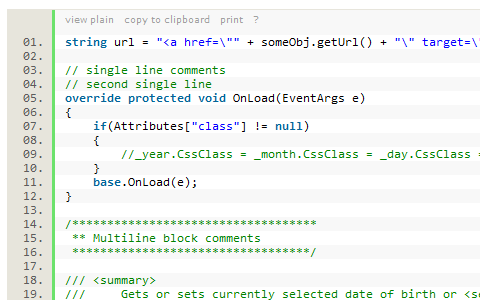 view plain copy to clipboard print ?
01. string url = "<a href=\"" + someObj.getUrl() + "\" target=\
02.
03. // single line comments
04. // second single line
05. override protected void OnLoad(EventArgs e)
06. {
07.     if(Attributes["class"] != null)
08.     {
09.         //_year.CssClass = _month.CssClass = _day.CssClass =
10.     }
11.     base.OnLoad(e);
12. }
13.
14. /**********************************
15.  ** Multiline block comments
16.  *********************************/
17.
18. /// <summary>
19. ///     Gets or sets currently selected date of birth or <se